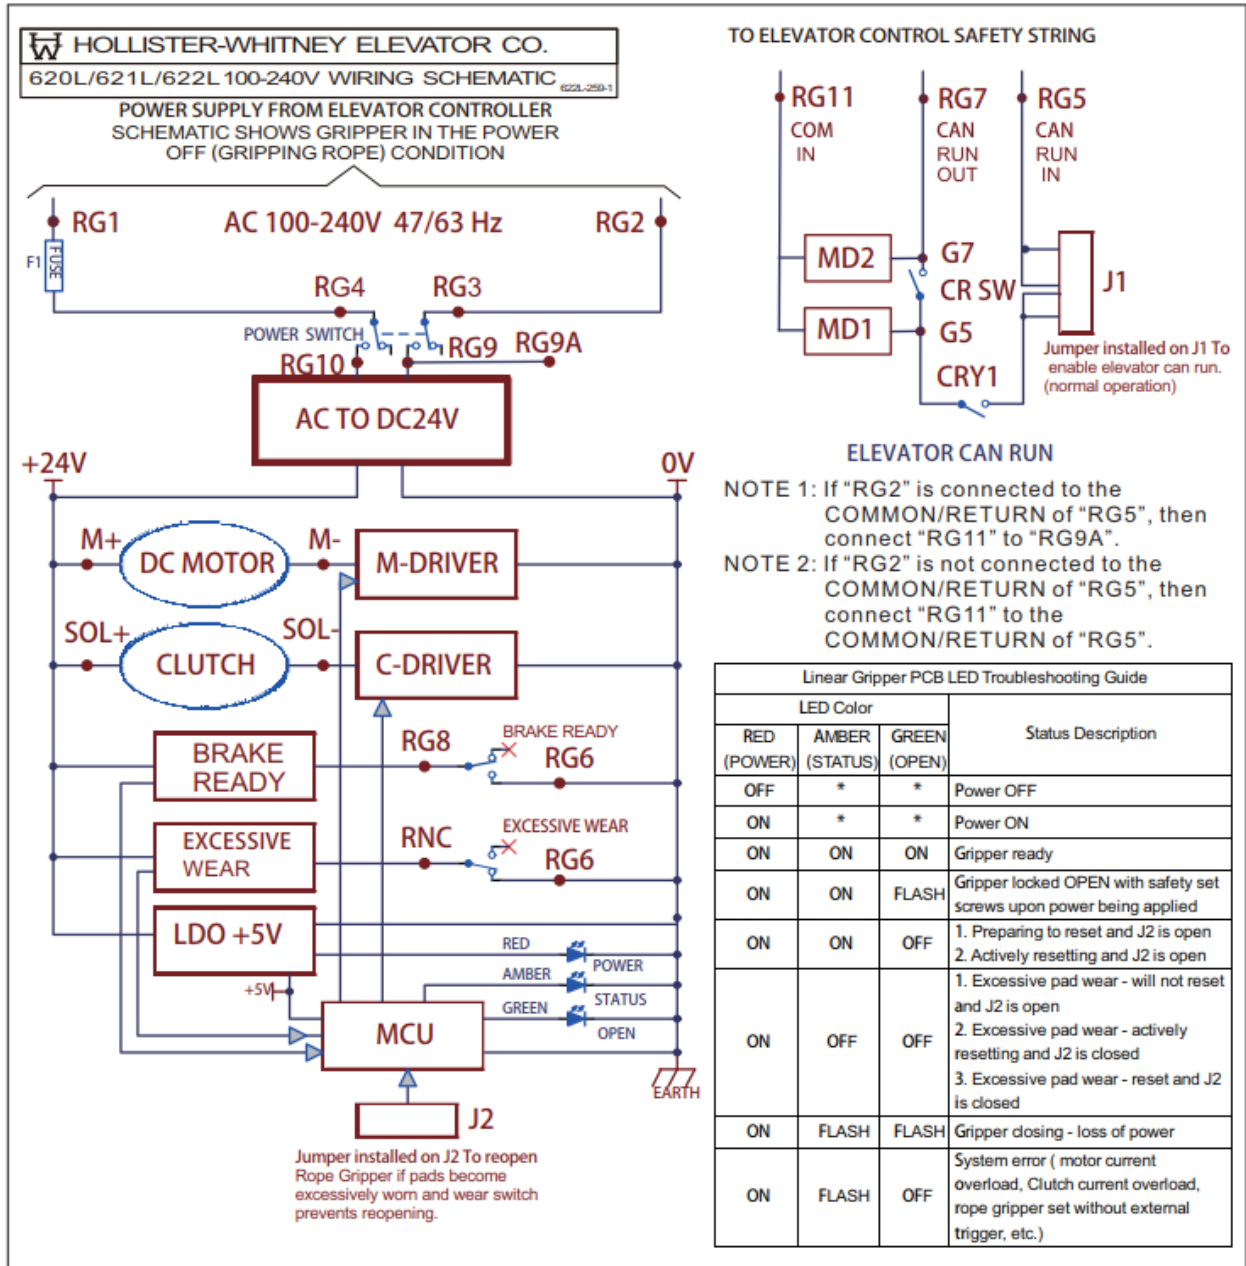 HOLLISTER-WHITNEY ELEVATOR CO.
620L/621L/622L 100-240V WIRING SCHEMATIC 622L-259-1
POWER SUPPLY FROM ELEVATOR CONTROLLER
SCHEMATIC SHOWS GRIPPER IN THE POWER
OFF (GRIPPING ROPE) CONDITION
RG1
AC 100-240V 47/63 Hz
RG2
F1
FUSE
RG4
RG3
POWER SWITCH
RG10
RG9
RG9A
AC TO DC24V
+24V
0V
M+
DC MOTOR
M-
M-DRIVER
SOL+
CLUTCH
SOL-
C-DRIVER
BRAKE
READY
RG8
BRAKE READY
RG6
EXCESSIVE
WEAR
RNC
EXCESSIVE WEAR
RG6
LDO +5V
RED
POWER
AMBER
STATUS
GREEN
OPEN
+5V
MCU
EARTH
J2
Jumper installed on J2 To reopen
Rope Gripper if pads become
excessively worn and wear switch
prevents reopening.
TO ELEVATOR CONTROL SAFETY STRING
RG11
COM
IN
RG7
CAN
RUN
OUT
RG5
CAN
RUN
IN
MD2
G7
CR SW
J1
MD1
G5
Jumper installed on J1 To
enable elevator can run.
(normal operation)
CRY1
ELEVATOR CAN RUN
NOTE 1: If “RG2” is connected to the
COMMON/RETURN of “RG5”, then
connect “RG11” to “RG9A”.
NOTE 2: If “RG2” is not connected to the
COMMON/RETURN of “RG5”, then
connect “RG11” to the
COMMON/RETURN of “RG5”.
Linear Gripper PCB LED Troubleshooting Guide
LED Color
Status Description
RED (POWER) AMBER (STATUS) GREEN (OPEN)
OFF * * Power OFF
ON * * Power ON
ON ON ON Gripper ready
ON ON FLASH Gripper locked OPEN with safety set
screws upon power being applied
ON ON OFF 1. Preparing to reset and J2 is open
2. Actively resetting and J2 is open
ON OFF OFF 1. Excessive pad wear - will not reset
and J2 is open
2. Excessive pad wear - actively
resetting and J2 is closed
3. Excessive pad wear - reset and J2
is closed
ON FLASH FLASH Gripper closing - loss of power
ON FLASH OFF System error ( motor current
overload, Clutch current overload,
rope gripper set without external
trigger, etc.)